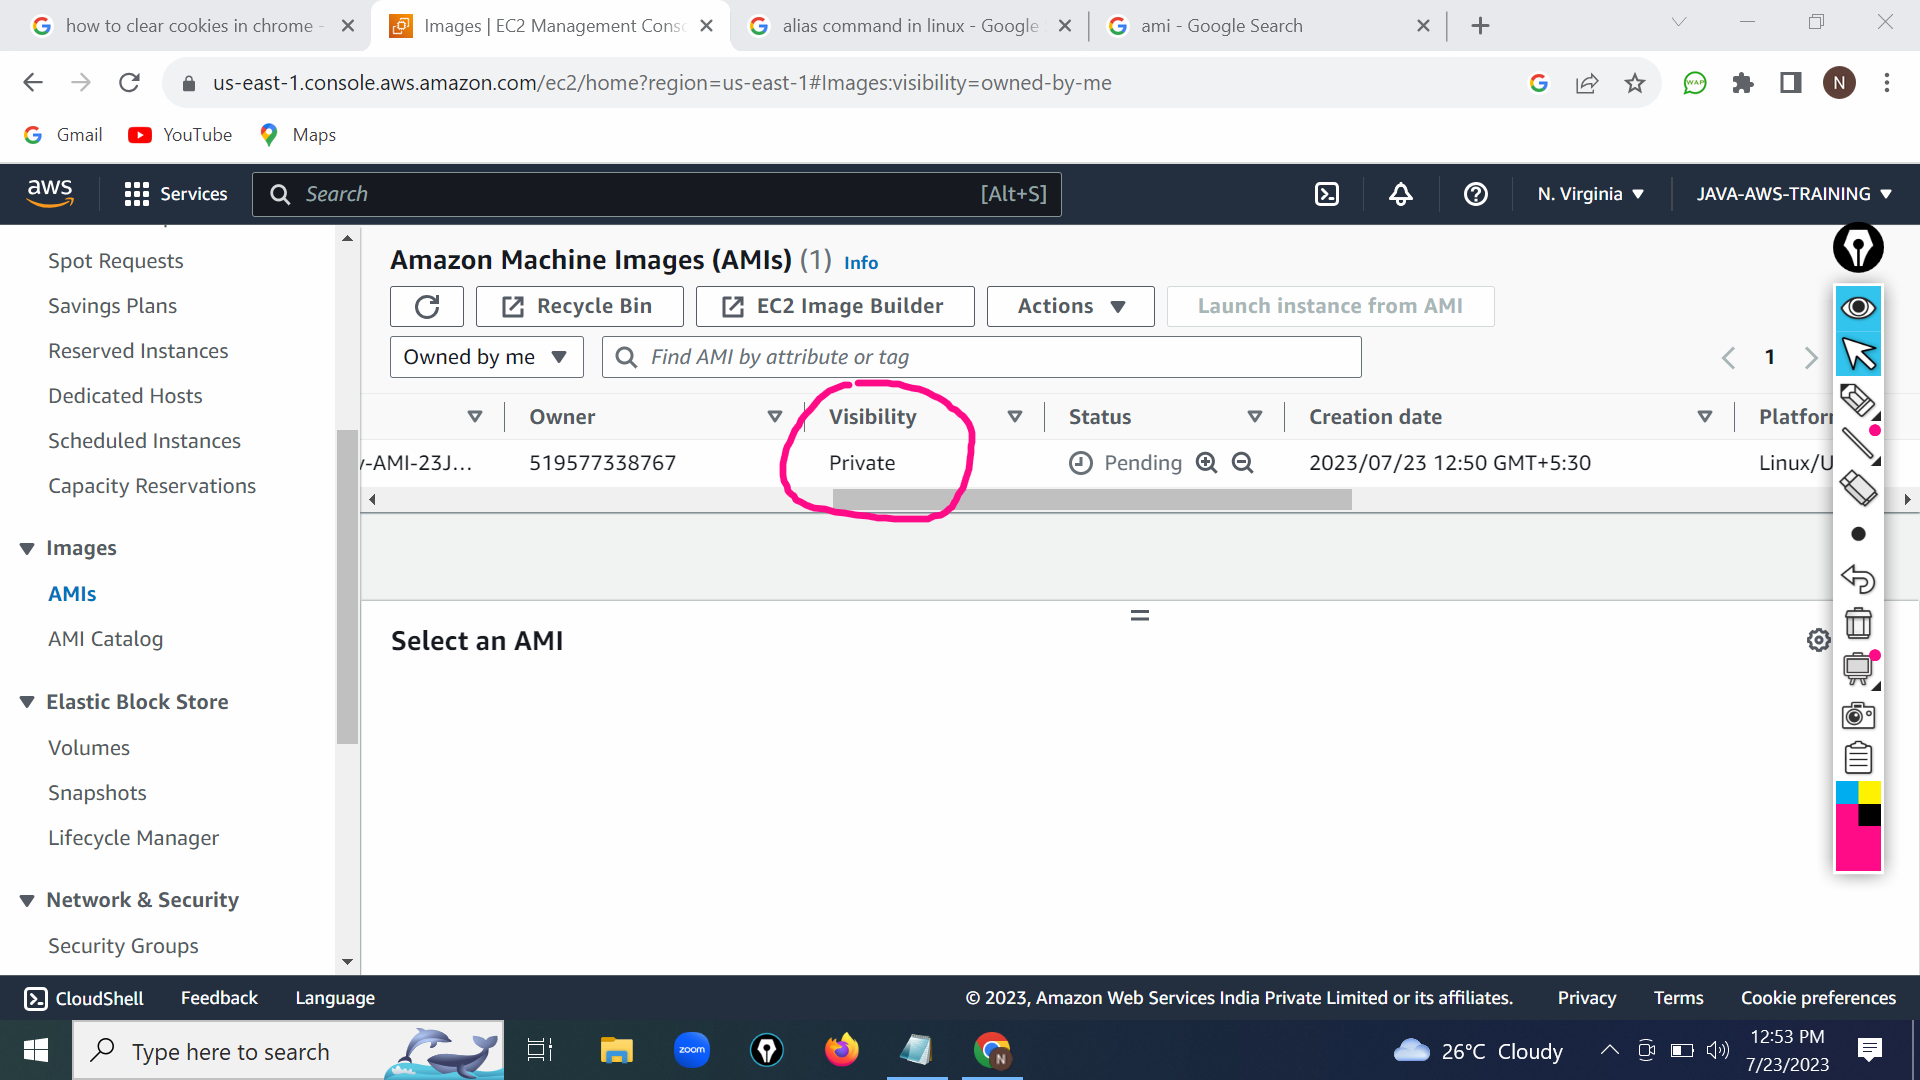 how to clear cookies in chrome -
Images | EC2 Management Conso
alias command in linux - Google
ami - Google Search
us-east-1.console.aws.amazon.com/ec2/home?region=us-east-1#Images:visibility=owned-by-me
WAP
N
Gmail
YouTube
Maps
aws
Services
Search
[Alt+S]
N. Virginia
JAVA-AWS-TRAINING
Spot Requests
Savings Plans
Reserved Instances
Dedicated Hosts
Scheduled Instances
Capacity Reservations
Images
AMIs
AMI Catalog
Elastic Block Store
Volumes
Snapshots
Lifecycle Manager
Network & Security
Security Groups
Amazon Machine Images (AMIs) (1) Info
Recycle Bin
EC2 Image Builder
Actions
Launch instance from AMI
Owned by me
Find AMI by attribute or tag
1
Owner
Visibility
Status
Creation date
Platfor
-AMI-23J...
519577338767
Private
Pending
2023/07/23 12:50 GMT+5:30
Linux/U
Select an AMI
CloudShell
Feedback
Language
© 2023, Amazon Web Services India Private Limited or its affiliates.
Privacy
Terms
Cookie preferences
Type here to search
zoom
N
26°C Cloudy
12:53 PM
7/23/2023